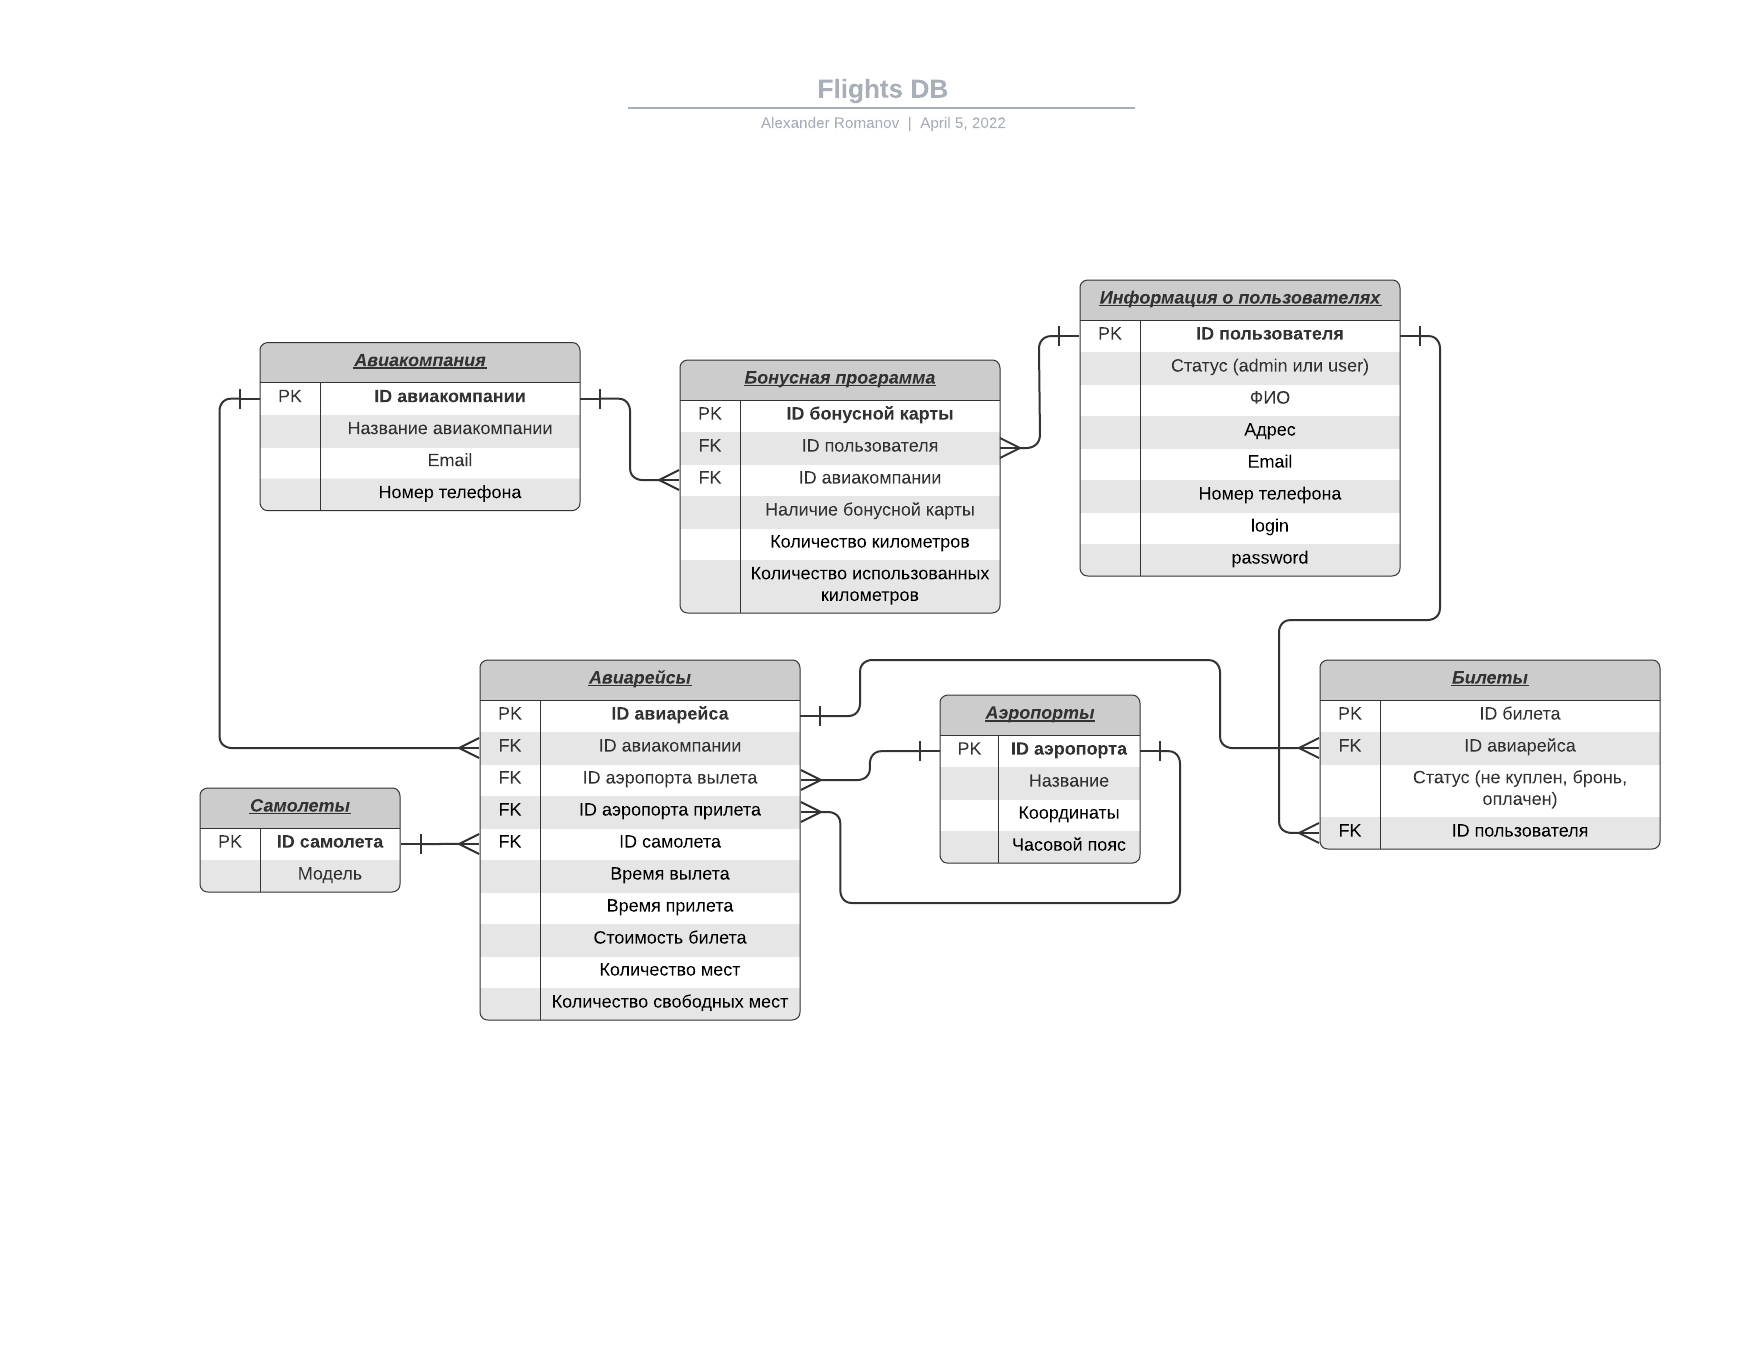 Flights DB
Alexander Romanov | April 5, 2022
Авиакомпания
PK ID авиакомпании
Название авиакомпании
Email
Номер телефона
Бонусная программа
PK ID бонусной карты
FK ID пользователя
FK ID авиакомпании
Наличие бонусной карты
Количество километров
Количество использованных
километров
Информация о пользователях
PK ID пользователя
Статус (admin или user)
ФИО
Адрес
Email
Номер телефона
login
password
Самолеты
PK ID самолета
Модель
Авиарейсы
PK ID авиарейса
FK ID авиакомпании
FK ID аэропорта вылета
FK ID аэропорта прилета
FK ID самолета
Время вылета
Время прилета
Стоимость билета
Количество мест
Количество свободных мест
Аэропорты
PK ID аэропорта
Название
Координаты
Часовой пояс
Билеты
PK ID билета
FK ID авиарейса
Статус (не куплен, бронь,
оплачен)
FK ID пользователя